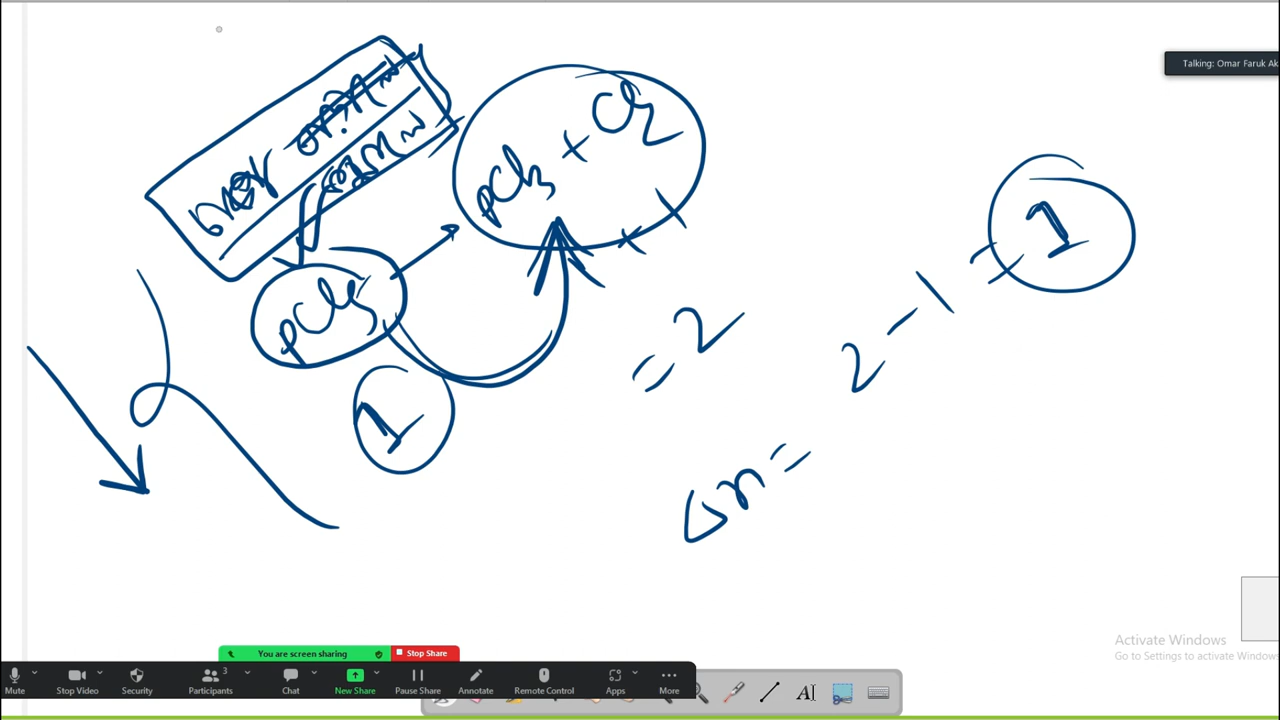 Talking: Omar Faruk Ak
PCl5 → PCl3 + Cl2
1
= 2
Δn = 2 - 1 = 1
Activate Windows
Go to Settings to activate Windows
You are screen sharing
Stop Share
Mute
Stop Video
Security
Participants 3
Chat
New Share
Pause Share
Annotate
Remote Control
Apps
More